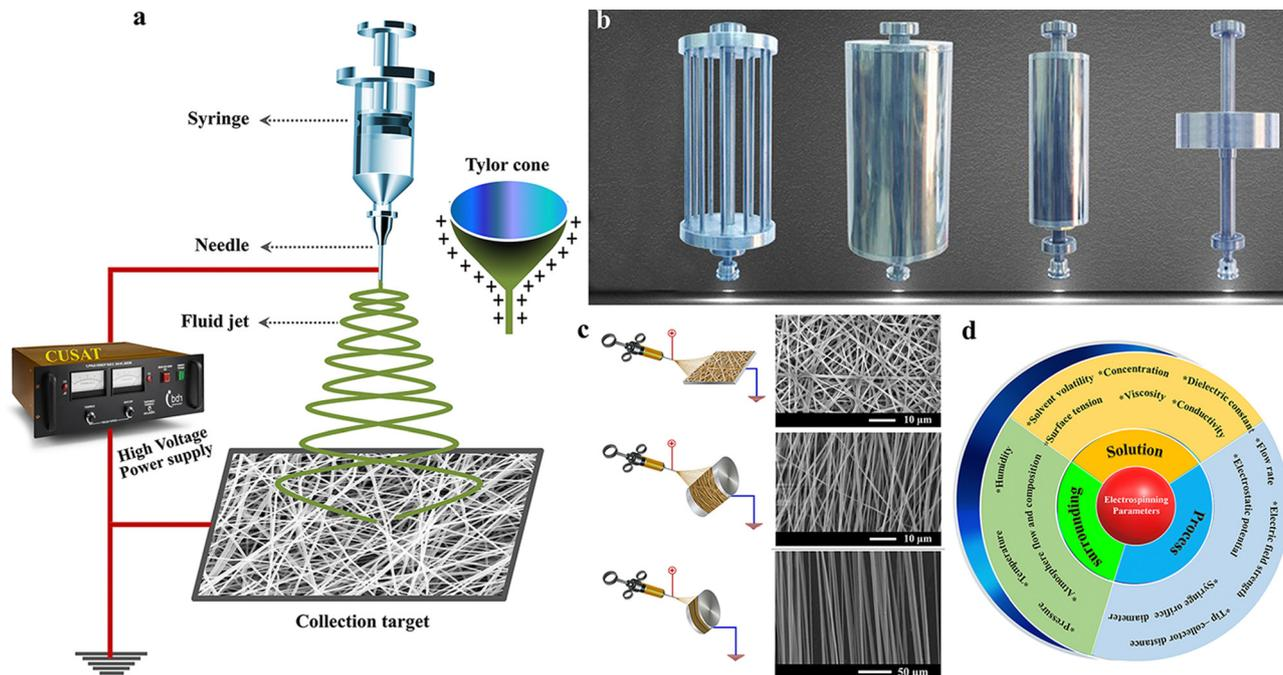 a
Syringe
Tylor cone
Needle
Fluid jet
CUSAT
High Voltage
Power supply
Collection target
b
c
10 μm
10 μm
50 μm
d
Electrospinning
Parameters
Solution
*Solvent volatility
*Concentration
*Dielectric constant
*Surface tension
*Viscosity
*Conductivity
Process
*Flow rate
*Electrostatic potential
*Electric field strength
*Syringe orifice diameter
*Tip–collector distance
surrounding
*Humidity
*Atmosphere flow and composition
*Temperature
*Pressure